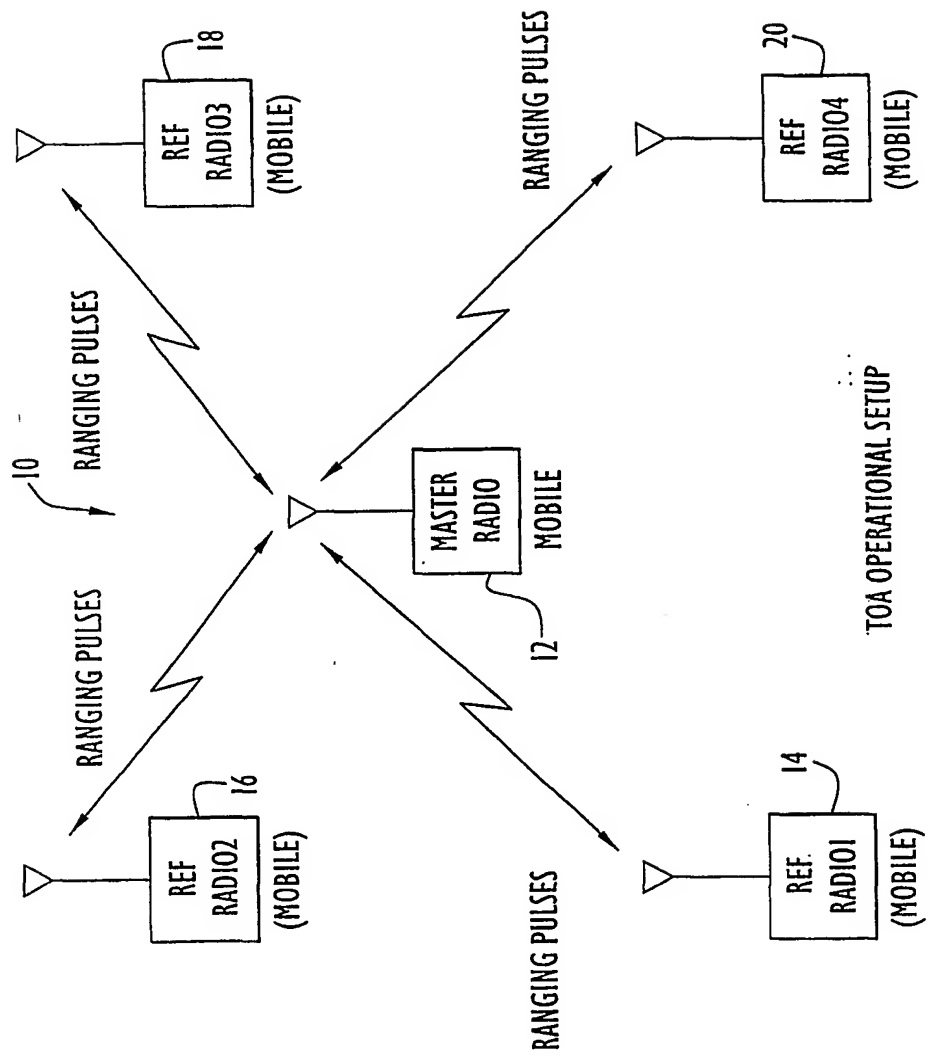 10
RANGING PULSES
RANGING PULSES
REF
RADIO2
16
(MOBILE)
REF
RADIO3
18
(MOBILE)
MASTER
RADIO
MOBILE
12
RANGING PULSES
RANGING PULSES
REF.
RADIO1
14
(MOBILE)
REF
RADIO4
20
(MOBILE)
TOA OPERATIONAL SETUP